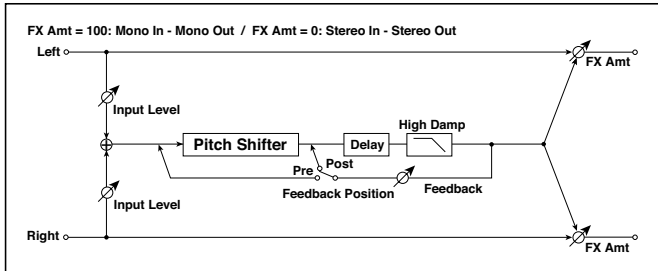 FX Amt = 100: Mono In - Mono Out / FX Amt = 0: Stereo In - Stereo Out
Left
FX Amt
Input Level
High Damp
Pitch Shifter
Delay
Post
Pre
Feedback Position
Feedback
Input Level
Right
FX Amt